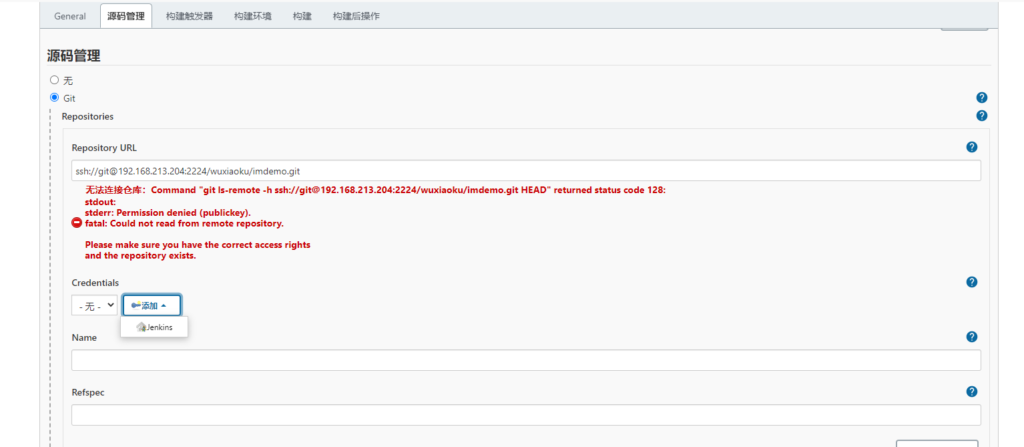 General 源码管理 构建触发器 构建环境 构建 构建后操作
源码管理
无
Git
Repositories
Repository URL
ssh://git@192.168.213.204:2224/wuxiaoku/imdemo.git
无法连接仓库：Command "git ls-remote -h ssh://git@192.168.213.204:2224/wuxiaoku/imdemo.git HEAD" returned status code 128:
stdout:
stderr: Permission denied (publickey).
fatal: Could not read from remote repository.
Please make sure you have the correct access rights
and the repository exists.
Credentials
- 无 - 添加
Jenkins
Name
Refspec